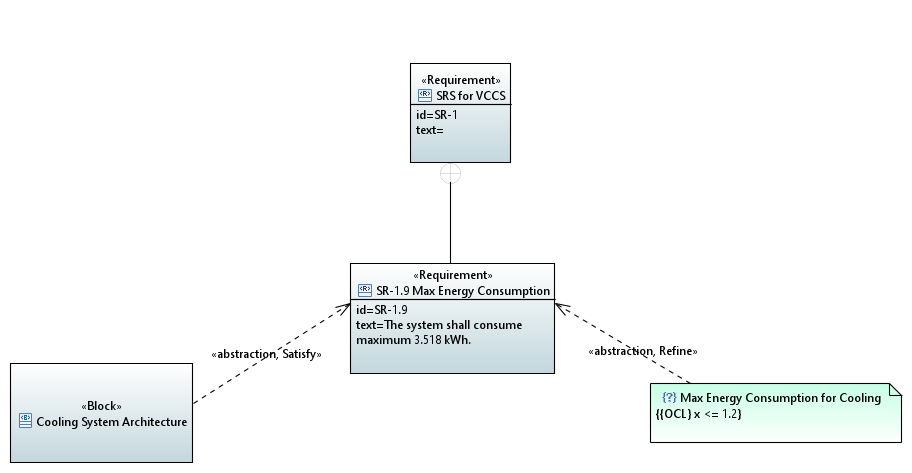 «Requirement»
SRS for VCCS
id=SR-1
text=
«Requirement»
SR-1.9 Max Energy Consumption
id=SR-1.9
text=The system shall consume
maximum 3.518 kWh.
«abstraction, Satisfy»
«abstraction, Refine»
«Block»
Cooling System Architecture
{?} Max Energy Consumption for Cooling
{{OCL} x <= 1.2}